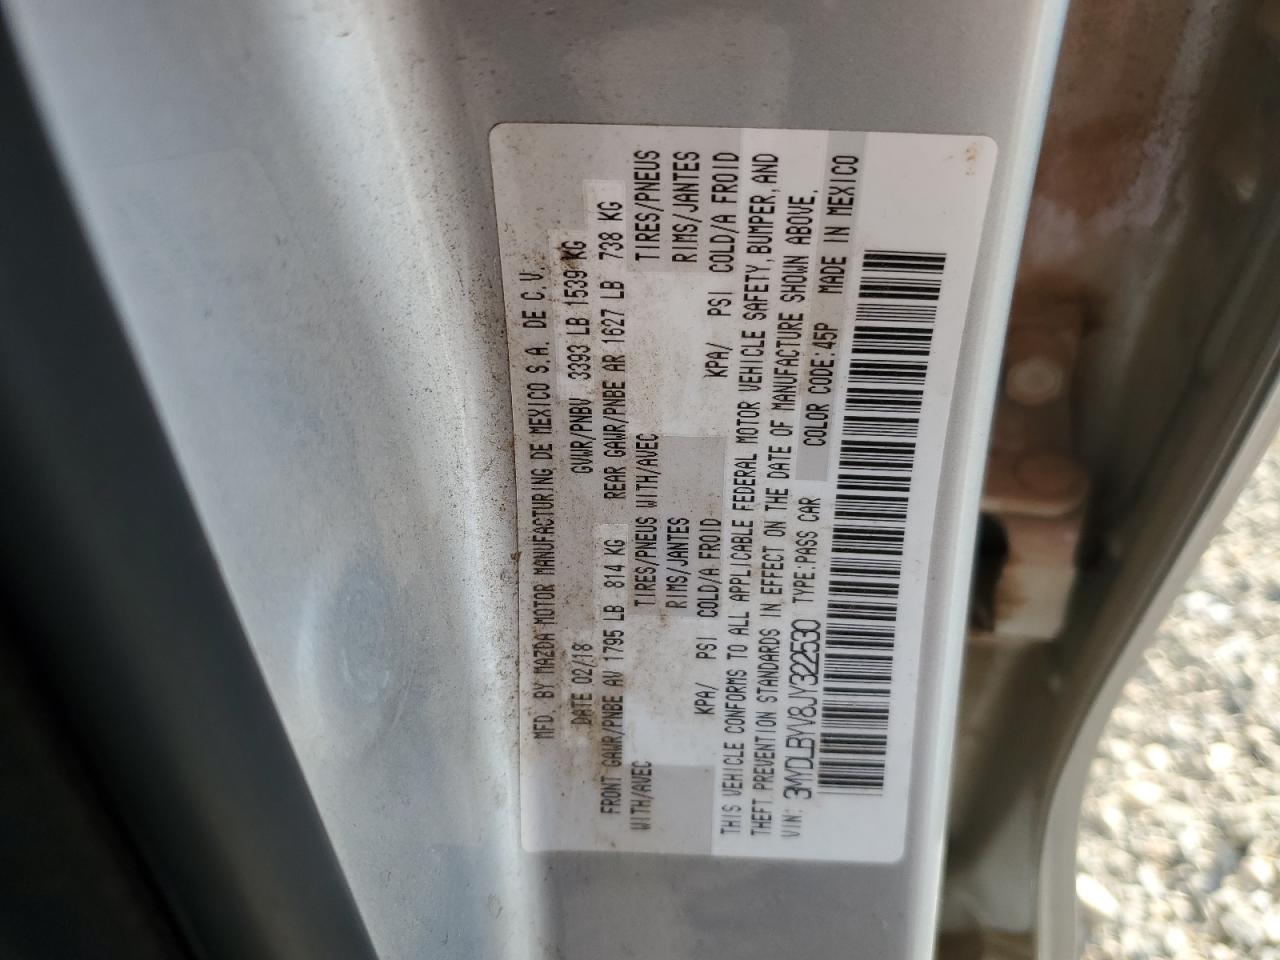 MFD. BY MAZDA MOTOR MANUFACTURING DE MEXICO S.A. DE C.V.
DATE 02/18 GVWR/PNBV 3393 LB 1539 KG
FRONT GAWR/PNBE AV 1795 LB 814 KG REAR GAWR/PNBE AR 1627 LB 738 KG
WITH/AVEC TIRES/PNEUS WITH/AVEC TIRES/PNEUS
RIMS/JANTES RIMS/JANTES
KPA/ PSI COLD/A FROID KPA/ PSI COLD/A FROID
THIS VEHICLE CONFORMS TO ALL APPLICABLE FEDERAL MOTOR VEHICLE SAFETY, BUMPER, AND
THEFT PREVENTION STANDARDS IN EFFECT ON THE DATE OF MANUFACTURE SHOWN ABOVE.
VIN: 3MYDLBYV8JY322530 TYPE:PASS CAR COLOR CODE:45P MADE IN MEXICO